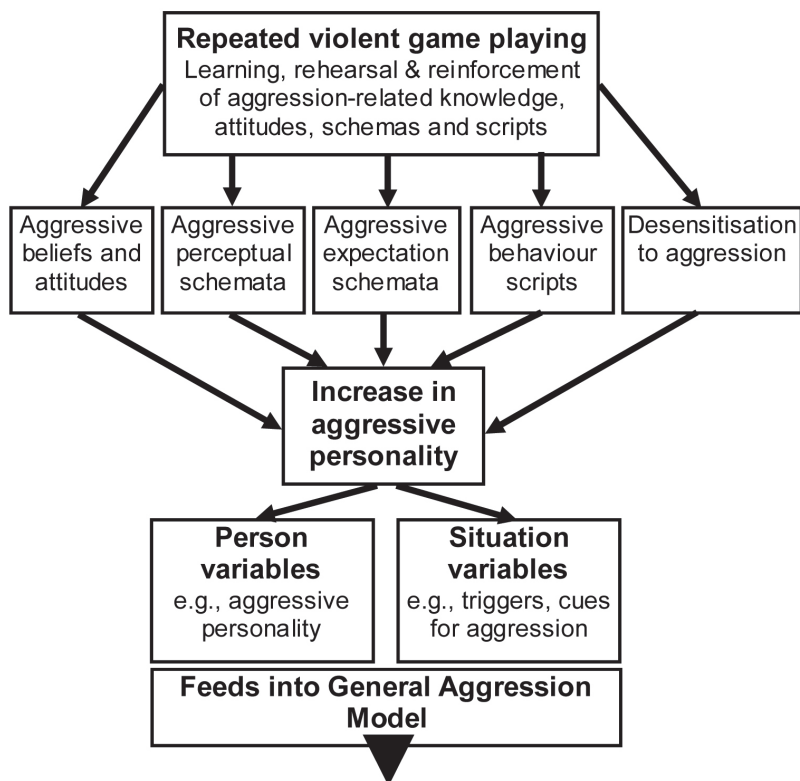 Repeated violent game playing
Learning, rehearsal & reinforcement
of aggression-related knowledge,
attitudes, schemas and scripts
Aggressive
beliefs and
attitudes
Aggressive
perceptual
schemata
Aggressive
expectation
schemata
Aggressive
behaviour
scripts
Desensitisation
to aggression
Increase in
aggressive
personality
Person
variables
e.g., aggressive
personality
Situation
variables
e.g., triggers, cues
for aggression
Feeds into General Aggression
Model